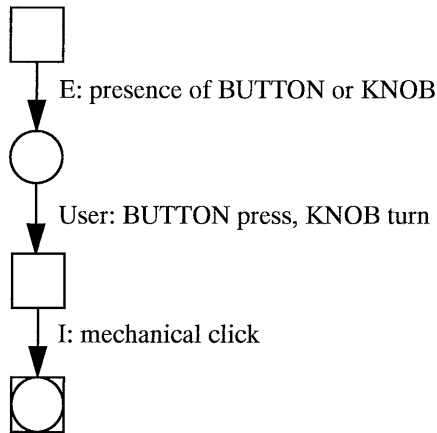 E: presence of BUTTON or KNOB
User: BUTTON press, KNOB turn
I: mechanical click